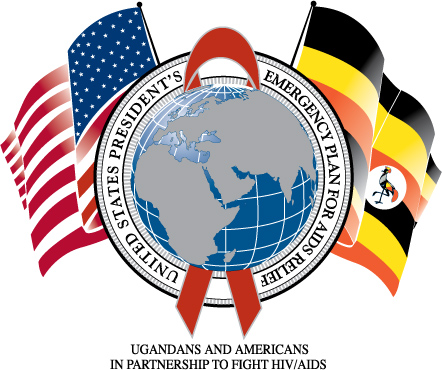 UNITED STATES PRESIDENT'S
EMERGENCY PLAN FOR AIDS RELIEF
UGANDANS AND AMERICANS
IN PARTNERSHIP TO FIGHT HIV/AIDS